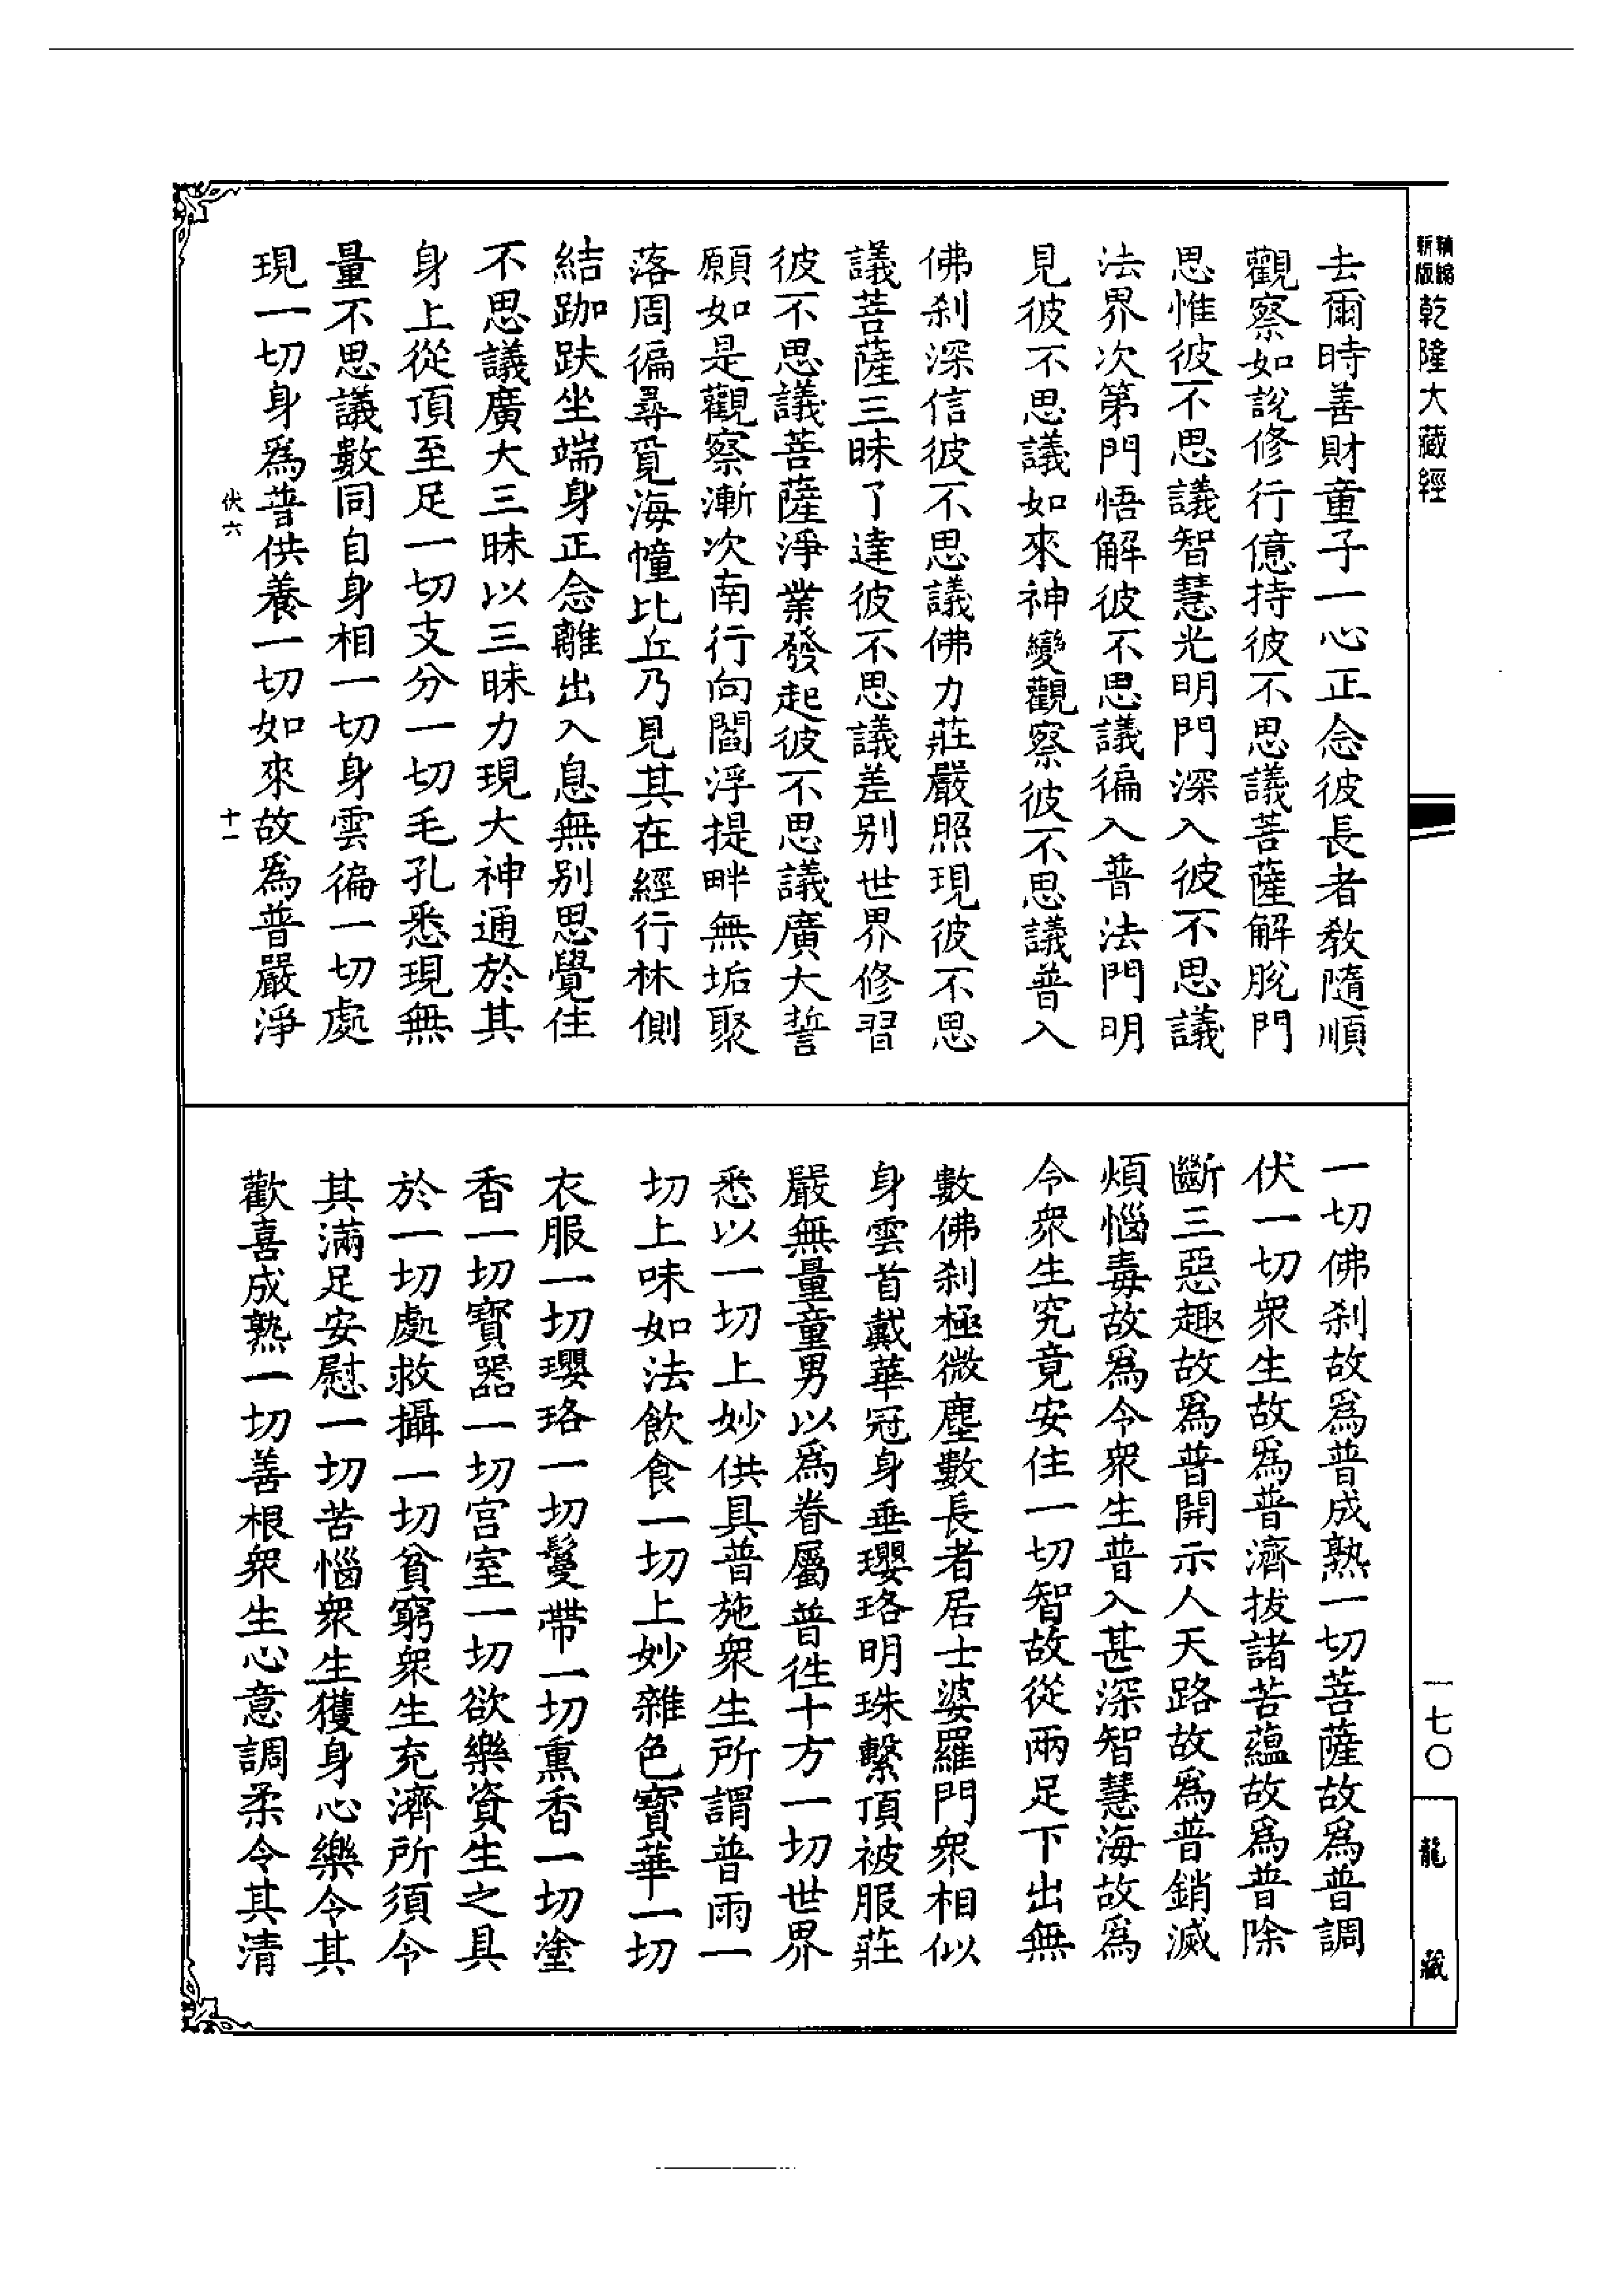 新編
新版
乾隆大藏經
去爾時善財童子一心正念彼長者教隨順
觀察如說修行億持彼不思議菩薩解脫門
思惟彼不思議智慧光明門深入彼不思議
法界次第門悟解彼不思議徧入普法門明
見彼不思議如來神變觀察彼不思議普入
佛刹深信彼不思議佛力莊嚴照現彼不思
議菩薩三昧了達彼不思議差别世界修習
彼不思議菩薩淨業發起彼不思議廣大誓
願如是觀察漸次南行向閻浮提畔無垢聚
落周徧尋覓海幢比丘乃見其在經行林側
結跏趺坐端身正念離出入息無别思覺住
不思議廣大三昧以三昧力現大神通於其
身上從頂至足一切支分一切毛孔悉現無
量不思議數同自身相一切身雲徧一切處
現一切身爲普供養一切如來故爲普嚴淨
伏六
十一
一切佛刹故爲普成熟一切菩薩故爲普調
伏一切衆生故爲普濟拔諸苦蘊故爲普除
斷三惡趣故爲普開示人天路故爲普銷滅
煩惱毒故爲令衆生普入甚深智慧海故爲
令衆生究竟安住一切智故從兩足下出無
數佛刹極微塵數長者居士婆羅門衆相似
身雲首戴華冠身垂瓔珞明珠繫頂被服莊
嚴無量童男以爲眷屬普徃十方一切世界
悉以一切上妙供具普施衆生所謂普雨一
切上味如法飲食一切上妙雜色寶華一切
衣服一切瓔珞一切鬘帶一切熏香一切塗
香一切寶器一切宫室一切欲樂資生之具
於一切處救攝一切貧窮衆生充濟所須令
其滿足安慰一切苦惱衆生獲身心樂令其
歡喜成熟一切善根衆生心意調柔令其清
一七〇
龍藏